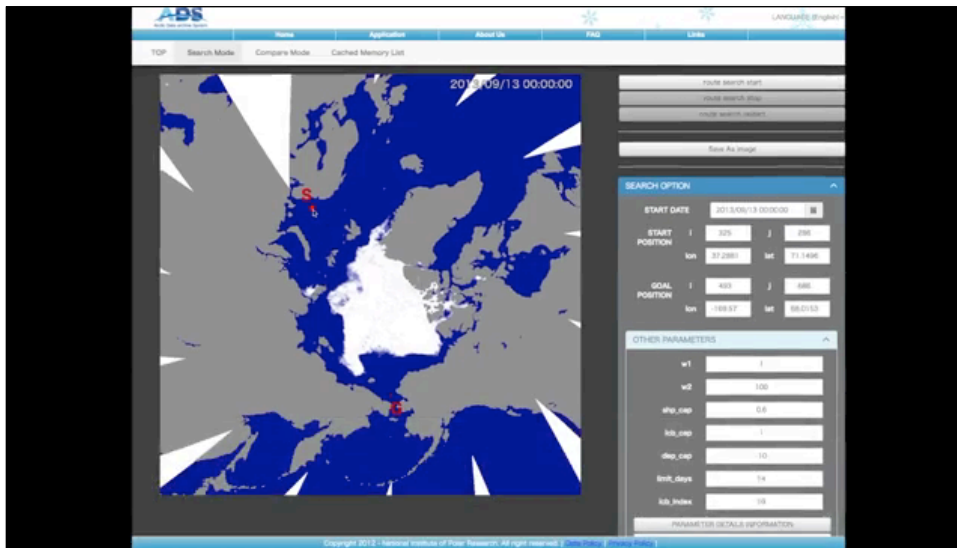 ADS
LANGUAGE (English)
Home Application About Us FAQ Links
TOP Search Mode Compare Mode Cached Memory List
2013/09/13 00:00:00
S
G
route search start
route search stop
route search restart
Save As Image
SEARCH OPTION
START DATE 2013/09/13 00:00:00
START POSITION I 325 j 298
lon 37.2881 lat 71.1496
GOAL POSITION I 493 j 686
lon -169.97 lat 66.0153
OTHER PARAMETERS
w1 1
w2 100
shp_cap 0.6
icb_cap 1
disp_cap 10
limit_days 14
icb_index
PARAMETER DETAILS INFORMATION
Copyright 2012 - National Institute of Polar Research. All right reserved. [ Data Policy | Privacy Policy ]